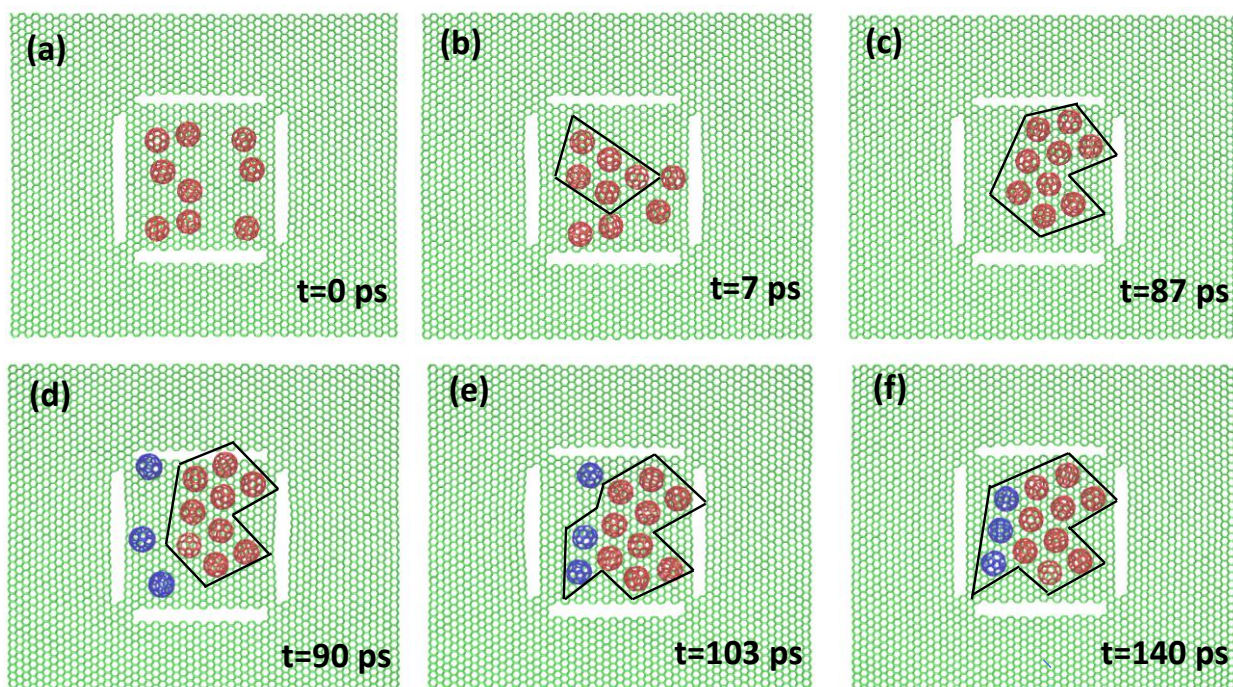 (a)
t=0 ps
(b)
t=7 ps
(c)
t=87 ps
(d)
t=90 ps
(e)
t=103 ps
(f)
t=140 ps